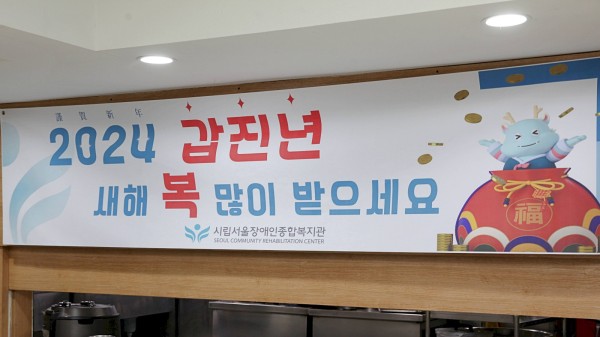 謹賀新年
2024 갑진년
새해 복 많이 받으세요
시립서울장애인종합복지관
SEOUL COMMUNITY REHABILITATION CENTER
福